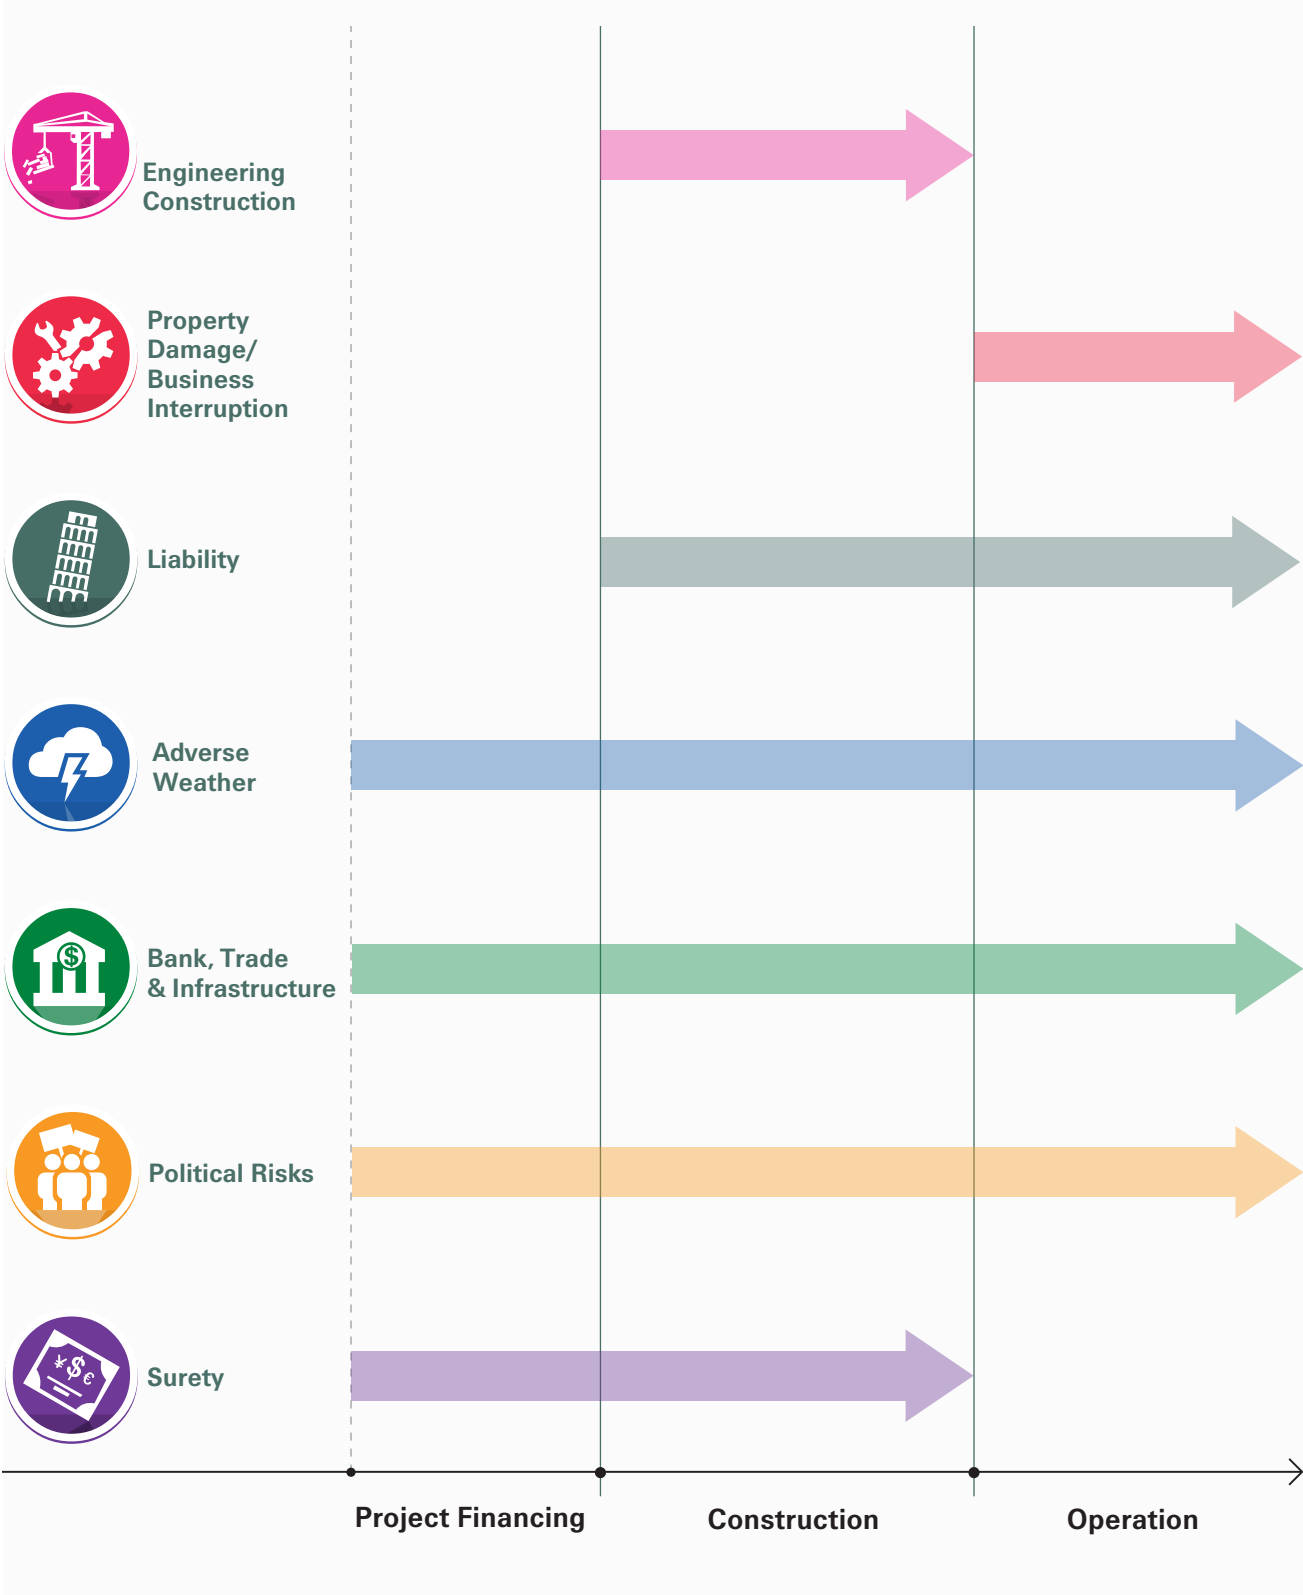 Engineering
Construction
Property
Damage/
Business
Interruption
Liability
Adverse
Weather
$
Bank, Trade
& Infrastructure
Political Risks
¥ $ €
Surety
Project Financing
Construction
Operation